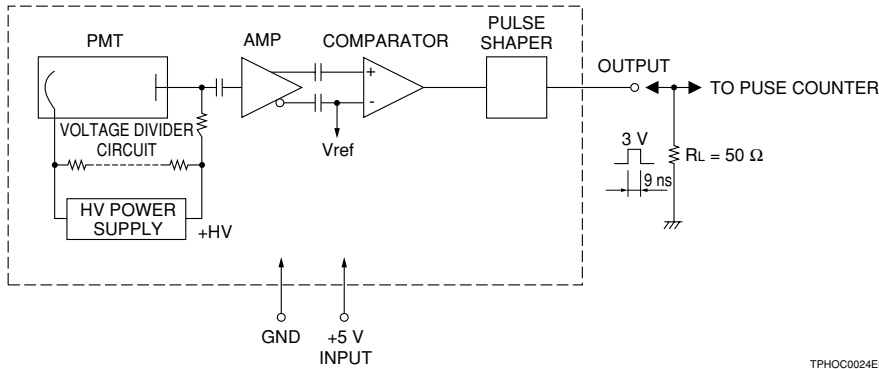 PMT
AMP
COMPARATOR
PULSE
SHAPER
OUTPUT
TO PUSE COUNTER
+
-
VOLTAGE DIVIDER
CIRCUIT
Vref
3 V
RL = 50 Ω
9 ns
HV POWER
SUPPLY
+HV
GND
+5 V
INPUT
TPHOC0024E